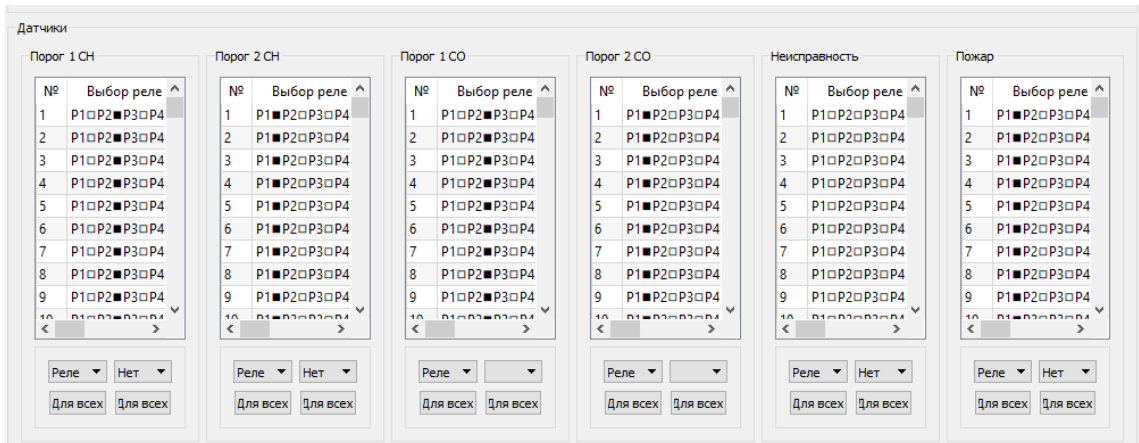 Датчики
Порог 1 СН Порог 2 СН Порог 1 СО Порог 2 СО Неисправность Пожар
№ Выбор реле № Выбор реле № Выбор реле № Выбор реле № Выбор реле № Выбор реле
1 Р1□Р2■Р3□Р4 1 Р1■Р2□Р3□Р4 1 Р1□Р2■Р3□Р4 1 Р1■Р2□Р3□Р4 1 Р1□Р2□Р3□Р4 1 Р1■Р2□Р3□Р4
2 Р1□Р2■Р3□Р4 2 Р1■Р2□Р3□Р4 2 Р1□Р2■Р3□Р4 2 Р1■Р2□Р3□Р4 2 Р1□Р2□Р3□Р4 2 Р1■Р2□Р3□Р4
3 Р1□Р2■Р3□Р4 3 Р1■Р2□Р3□Р4 3 Р1□Р2■Р3□Р4 3 Р1■Р2□Р3□Р4 3 Р1□Р2□Р3□Р4 3 Р1■Р2□Р3□Р4
4 Р1□Р2■Р3□Р4 4 Р1■Р2□Р3□Р4 4 Р1□Р2■Р3□Р4 4 Р1■Р2□Р3□Р4 4 Р1□Р2□Р3□Р4 4 Р1■Р2□Р3□Р4
5 Р1□Р2■Р3□Р4 5 Р1■Р2□Р3□Р4 5 Р1□Р2■Р3□Р4 5 Р1■Р2□Р3□Р4 5 Р1□Р2□Р3□Р4 5 Р1■Р2□Р3□Р4
6 Р1□Р2■Р3□Р4 6 Р1■Р2□Р3□Р4 6 Р1□Р2■Р3□Р4 6 Р1■Р2□Р3□Р4 6 Р1□Р2□Р3□Р4 6 Р1■Р2□Р3□Р4
7 Р1□Р2■Р3□Р4 7 Р1■Р2□Р3□Р4 7 Р1□Р2■Р3□Р4 7 Р1■Р2□Р3□Р4 7 Р1□Р2□Р3□Р4 7 Р1■Р2□Р3□Р4
8 Р1□Р2■Р3□Р4 8 Р1■Р2□Р3□Р4 8 Р1□Р2■Р3□Р4 8 Р1■Р2□Р3□Р4 8 Р1□Р2□Р3□Р4 8 Р1■Р2□Р3□Р4
9 Р1□Р2■Р3□Р4 9 Р1■Р2□Р3□Р4 9 Р1□Р2■Р3□Р4 9 Р1■Р2□Р3□Р4 9 Р1□Р2□Р3□Р4 9 Р1■Р2□Р3□Р4
Реле Нет Реле Нет Реле Реле Реле Нет Реле Нет
Для всех Для всех Для всех Для всех Для всех Для всех Для всех Для всех Для всех Для всех Для всех Для всех